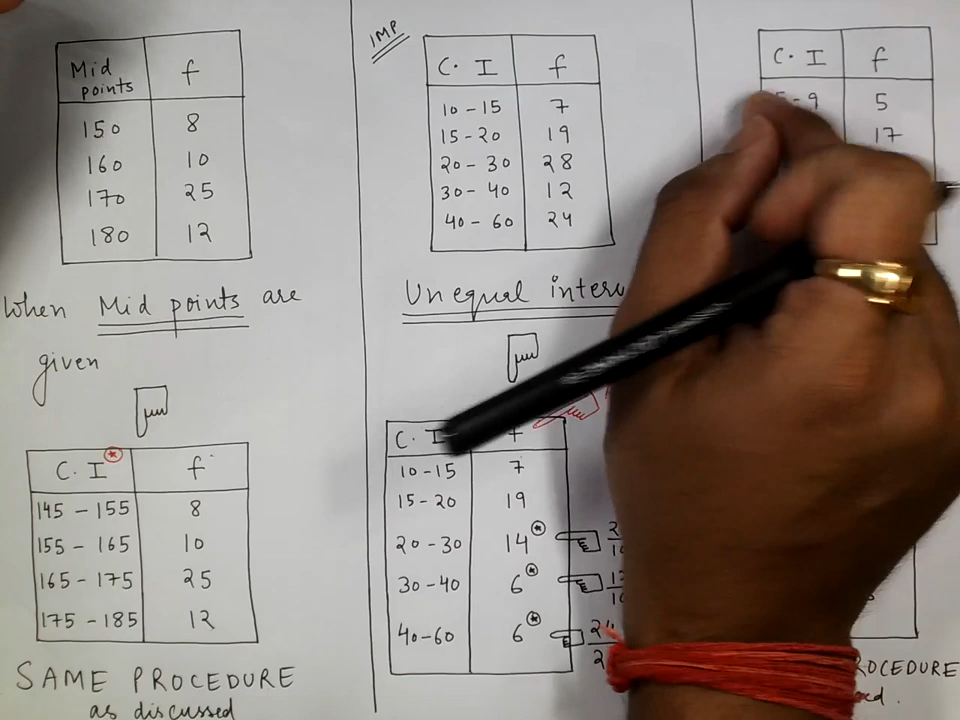 Mid points f
150 8
160 10
170 25
180 12
When Mid points are
given
C. I f
145 - 155 8
155 - 165 10
165 - 175 25
175 - 185 12
SAME PROCEDURE
as discussed
IMP
C. I f
10 - 15 7
15 - 20 19
20 - 30 28
30 - 40 12
40 - 60 24
Unequal
C. I f
10 - 15 7
15 - 20 19
20 - 30 14
30 - 40 6
40 - 60 6
C. I f
- 9 5
17